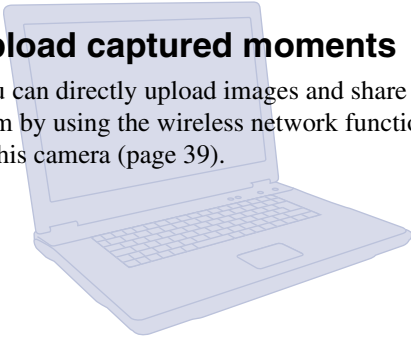 pload captured moments
u can directly upload images and share
m by using the wireless network functio
his camera (page 39).